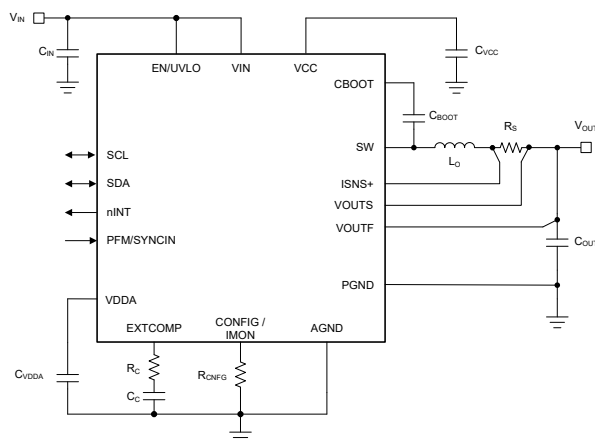 VIN
CIN
EN/UVLO
VIN
VCC
CVCC
CBOOT
CBOOT
SW
LO
RS
VOUT
SCL
SDA
nINT
PFM/SYNCIN
ISNS+
VOUTS
VOUTF
COUT
PGND
VDDA
EXTCOMP
CONFIG /
IMON
AGND
CVDDA
RC
CC
RCNFG